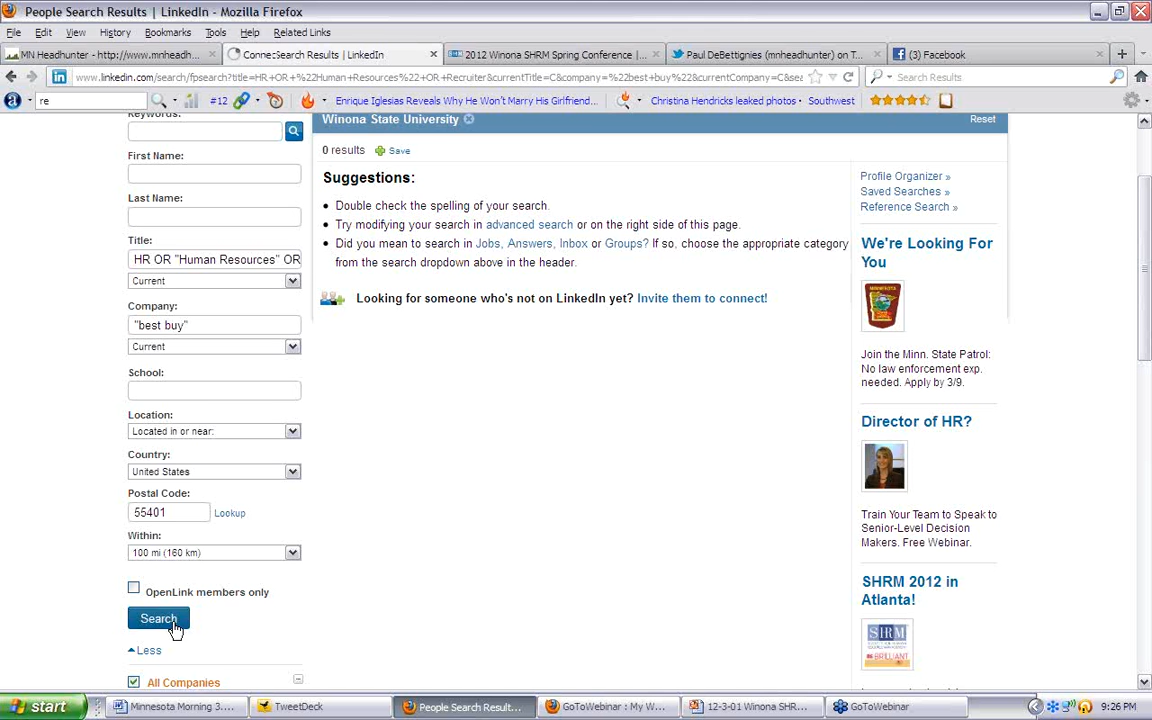 People Search Results | LinkedIn - Mozilla Firefox
File Edit View History Bookmarks Tools Help Related Links
MN Headhunter - http://www.mnheadh...
Search Results | LinkedIn
2012 Winona SHRM Spring Conference |...
Paul DeBettignies (mnheadhunter) on T...
(3) Facebook
www.linkedin.com/search/fpsearch?title=HR+OR+%22Human+Resources%22+OR+Recruiter&currentTitle=C&company=%22best+buy%22&currentCompany=C&sea
Search Features
re
#12
Enrique Iglesias Reveals Why He Won't Marry His Girlfriend...
Christina Hendricks leaked photos · Southwest
Keywords:
First Name:
Last Name:
Title:
HR OR "Human Resources" OR
Current
Company:
"best buy"
Current
School:
Location:
Located in or near:
Country:
United States
Postal Code:
55401
Lookup
Within:
100 mi (160 km)
OpenLink members only
Search
Less
All Companies
Winona State University
Reset
0 results
Save
Suggestions:
Double check the spelling of your search.
Try modifying your search in advanced search or on the right side of this page.
Did you mean to search in Jobs, Answers, Inbox or Groups? If so, choose the appropriate category
from the search dropdown above in the header.
Looking for someone who's not on LinkedIn yet? Invite them to connect!
Profile Organizer »
Saved Searches »
Reference Search »
We're Looking For
You
Join the Minn. State Patrol:
No law enforcement exp.
needed. Apply by 3/9.
Director of HR?
Train Your Team to Speak to
Senior-Level Decision
Makers. Free Webinar.
SHRM 2012 in
Atlanta!
start
Minnesota Morning 3....
TweetDeck
People Search Result...
GoToWebinar : My W...
12-3-01 Winona SHR...
GoToWebinar
9:26 PM